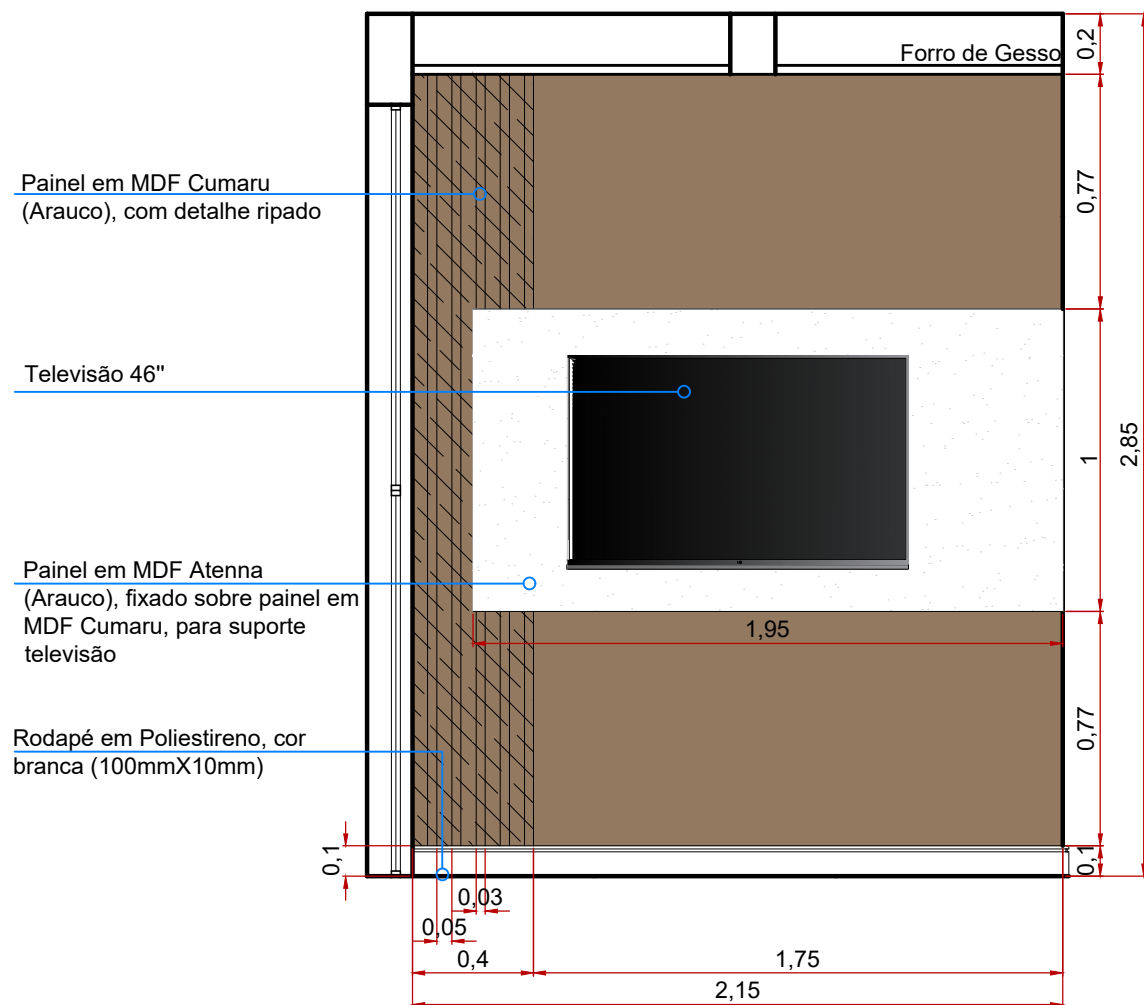 Forro de Gesso
0,2
Painel em MDF Cumaru
(Arauco), com detalhe ripado
0,77
Televisão 46"
1
2,85
Painel em MDF Atenna
(Arauco), fixado sobre painel em
MDF Cumaru, para suporte
televisão
1,95
0,77
Rodapé em Poliestireno, cor
branca (100mmX10mm)
0,1
0,1
0,03
0,05
0,4
1,75
2,15